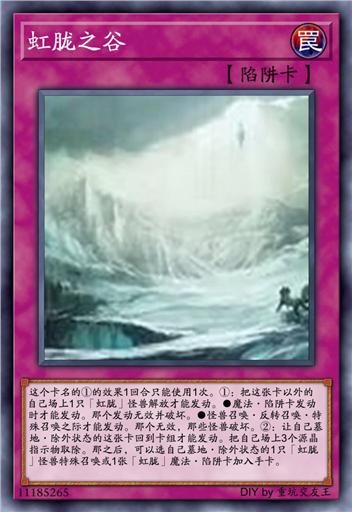 虹胧之谷
罠
【陷阱卡】
这个卡名的①的效果1回合只能使用1次。①：把这张卡以外的
自己场上1只「虹胧」怪兽解放才能发动。●魔法·陷阱卡发动
时才能发动。那个发动无效并破坏。●怪兽召唤·反转召唤·特
殊召唤之际才能发动。那个无效，那些怪兽破坏。②：让自己墓
地·除外状态的这张卡回到卡组才能发动。把自己场上3个源晶
指示物取除。那之后，可以选自己墓地·除外状态的1只「虹
胧」怪兽特殊召唤或1张「虹胧」魔法·陷阱卡加入手卡。
11185265 DIY by 重坑交友王